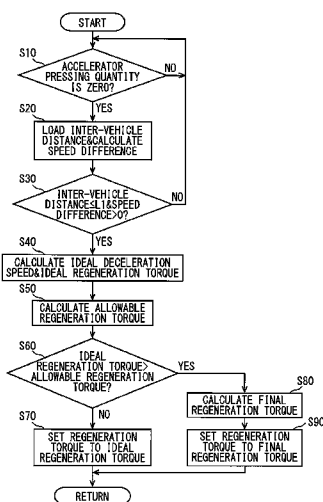 START
S10
ACCELERATOR
PRESSING QUANTITY
IS ZERO?
NO
YES
S20
LOAD INTER-VEHICLE
DISTANCE&CALCULATE
SPEED DIFFERENCE
S30
INTER-VEHICLE
DISTANCE≤L1&SPEED
DIFFERENCE>0?
NO
YES
S40
CALCULATE IDEAL DECELERATION
SPEED&IDEAL REGENERATION TORQUE
S50
CALCULATE ALLOWABLE
REGENERATION TORQUE
S60
IDEAL
REGENERATION TORQUE>
ALLOWABLE REGENERATION
TORQUE?
YES
NO
S80
CALCULATE FINAL
REGENERATION TORQUE
S70
SET REGENERATION
TORQUE TO IDEAL
REGENERATION TORQUE
S90
SET REGENERATION
TORQUE TO FINAL
REGENERATION TORQUE
RETURN